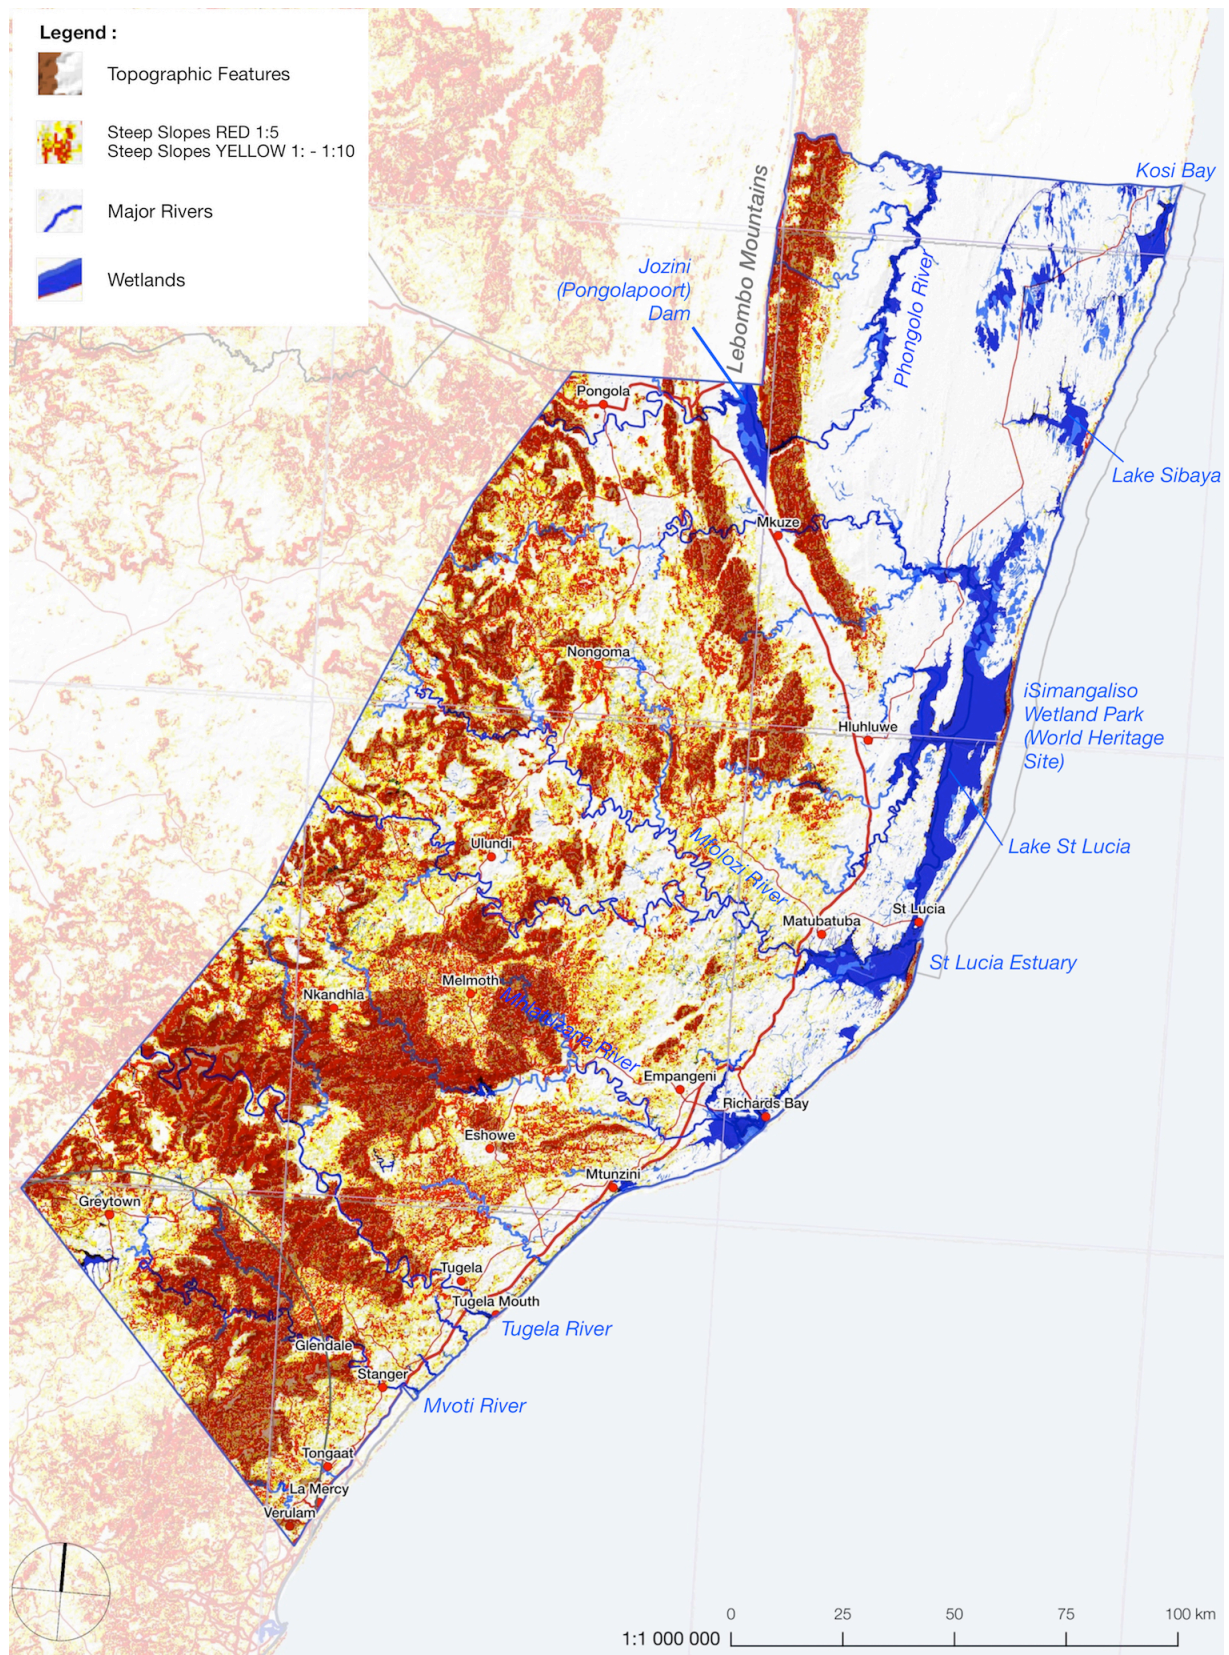 Legend :
Topographic Features
Steep Slopes RED 1:5
Steep Slopes YELLOW 1: - 1:10
Major Rivers
Wetlands
Kosi Bay
Lebombo Mountains
Jozini
(Pongolapoort)
Dam
Phongolo River
Pongola
Lake Sibaya
Mkuze
Nongoma
iSimangaliso
Wetland Park
(World Heritage
Site)
Hluhluwe
Ulundi
Mfolozi River
Lake St Lucia
St Lucia
Matubatuba
St Lucia Estuary
Melmoth
Nkandhla
River
Empangeni
Richards Bay
Eshowe
Mtunzini
Greytown
Tugela
Tugela Mouth
Tugela River
Glendale
Stanger
Mvoti River
Tongaat
La Mercy
Verulam
0 25 50 75 100 km
1:1 000 000